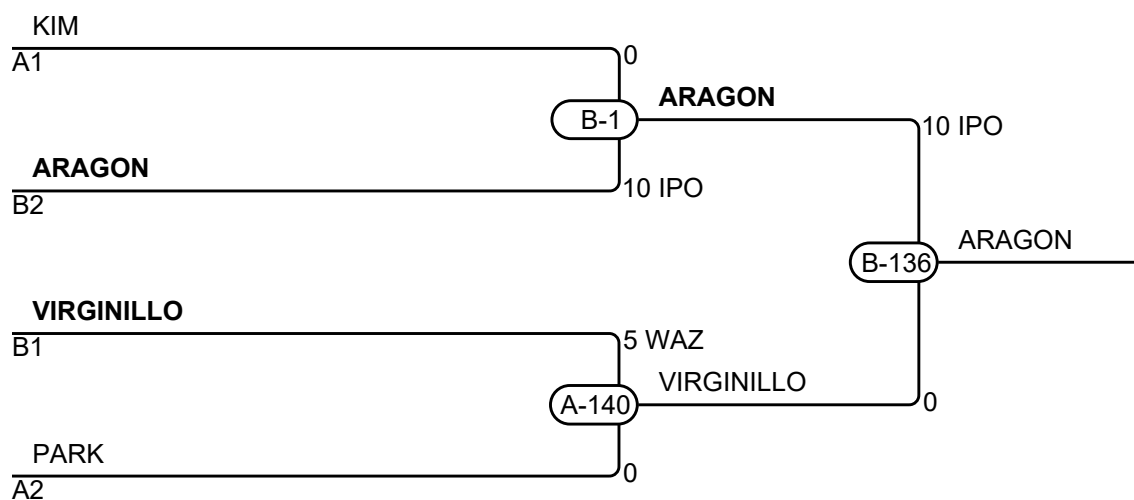 KIM
A1
0
B-1
ARAGON
10 IPO
ARAGON
B2
10 IPO
B-136
ARAGON
VIRGINILLO
B1
5 WAZ
A-140
VIRGINILLO
0
PARK
A2
0